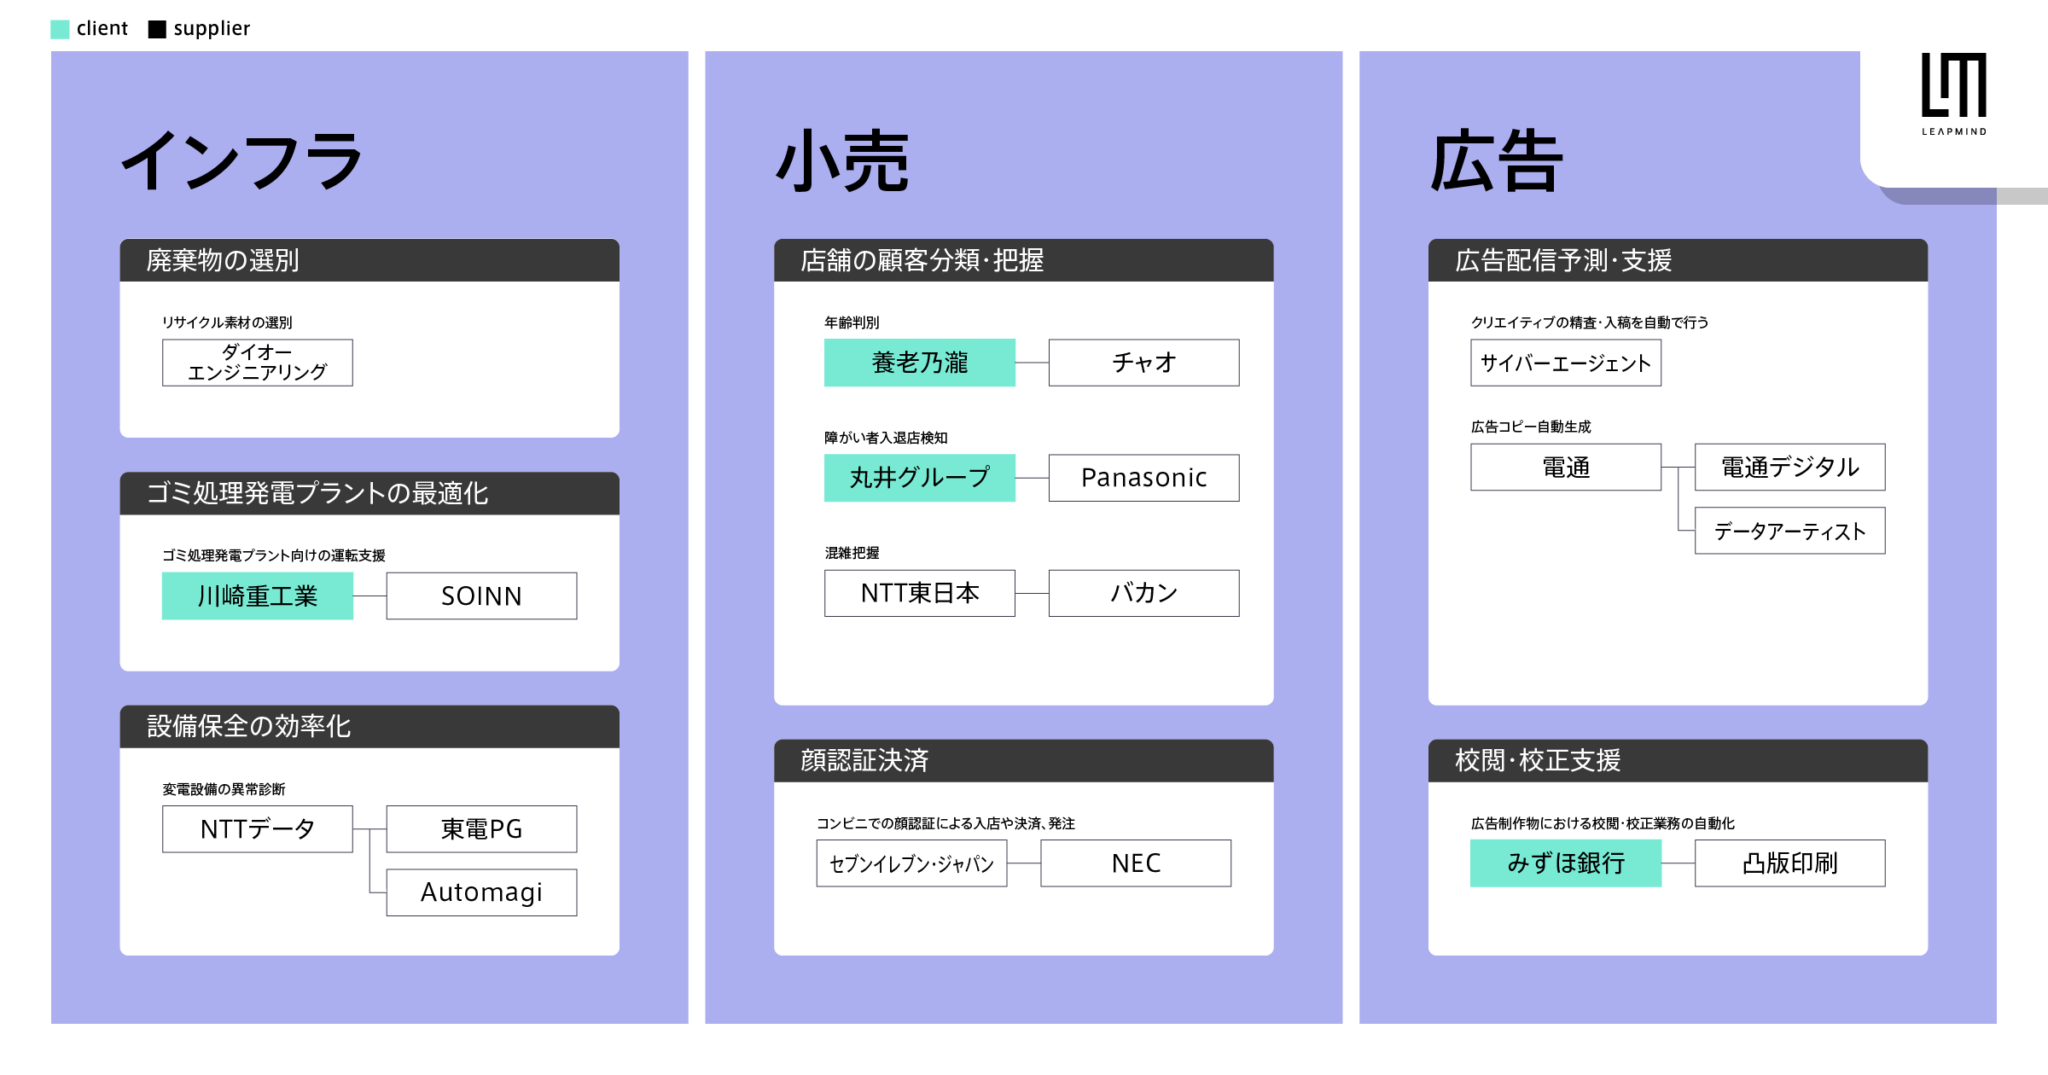 client supplier
LEAPMIND
インフラ
廃棄物の選別
リサイクル素材の選別
ダイオー
エンジニアリング
ゴミ処理発電プラントの最適化
ゴミ処理発電プラント向けの運転支援
川崎重工業 SOINN
設備保全の効率化
変電設備の異常診断
NTTデータ 東電PG
Automagi
小売
店舗の顧客分類・把握
年齢判別
養老乃瀧 チャオ
障がい者入退店検知
丸井グループ Panasonic
混雑把握
NTT東日本 バカン
顔認証決済
コンビニでの顔認証による入店や決済、発注
セブンイレブン・ジャパン NEC
広告
広告配信予測・支援
クリエイティブの精査・入稿を自動で行う
サイバーエージェント
広告コピー自動生成
電通 電通デジタル
データアーティスト
校閲・校正支援
広告制作物における校閲・校正業務の自動化
みずほ銀行 凸版印刷